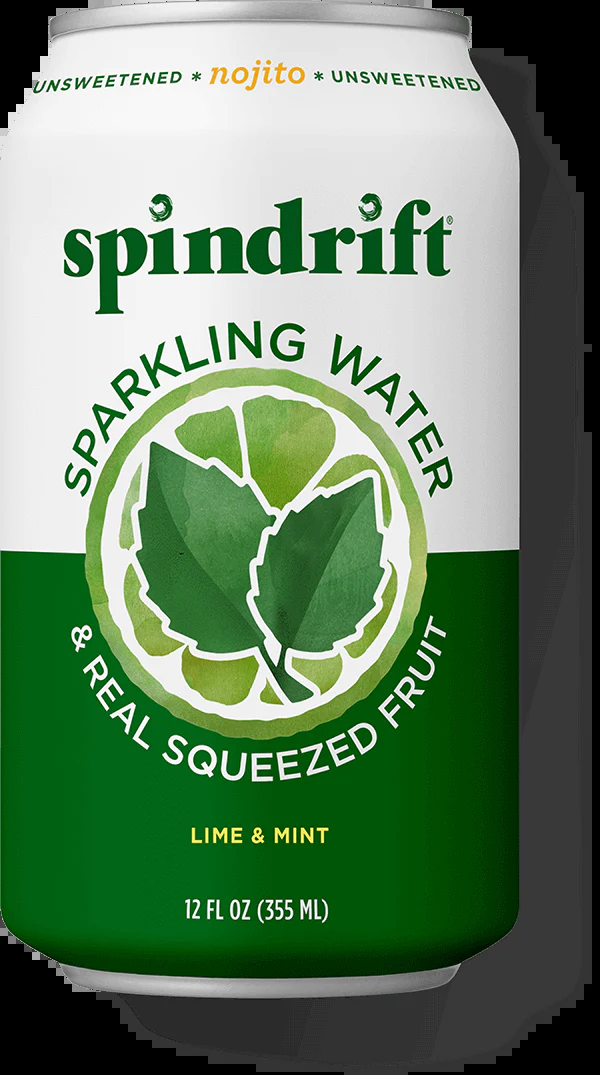 UNSWEETENED * nojito * UNSWEETENED
spindrift®
SPARKLING WATER
& REAL SQUEEZED FRUIT
LIME & MINT
12 FL OZ (355 ML)